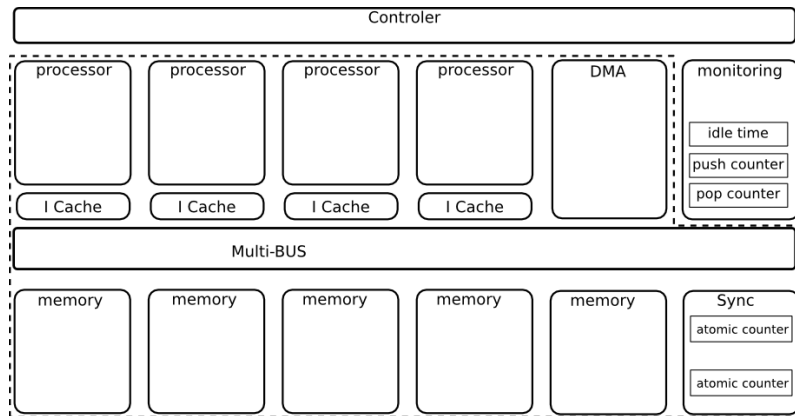 Controler
processor
processor
processor
processor
DMA
monitoring
idle time
push counter
pop counter
I Cache
I Cache
I Cache
I Cache
Multi-BUS
memory
memory
memory
memory
memory
Sync
atomic counter
atomic counter